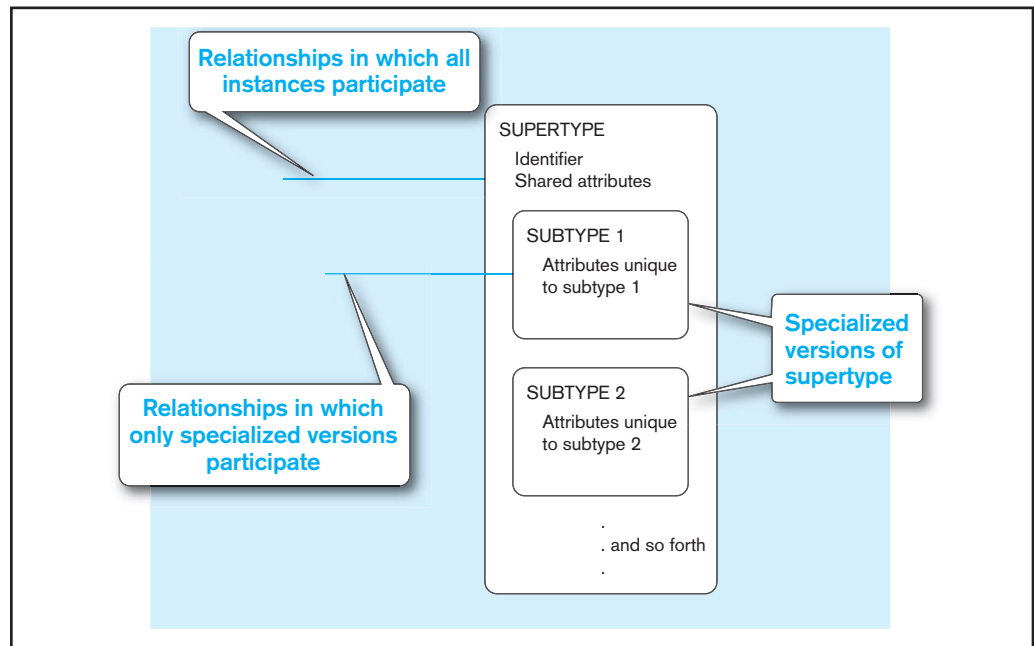 Relationships in which all
instances participate
SUPERTYPE
Identifier
Shared attributes
SUBTYPE 1
Attributes unique
to subtype 1
Specialized
versions of
supertype
SUBTYPE 2
Attributes unique
to subtype 2
Relationships in which
only specialized versions
participate
.
. and so forth
.